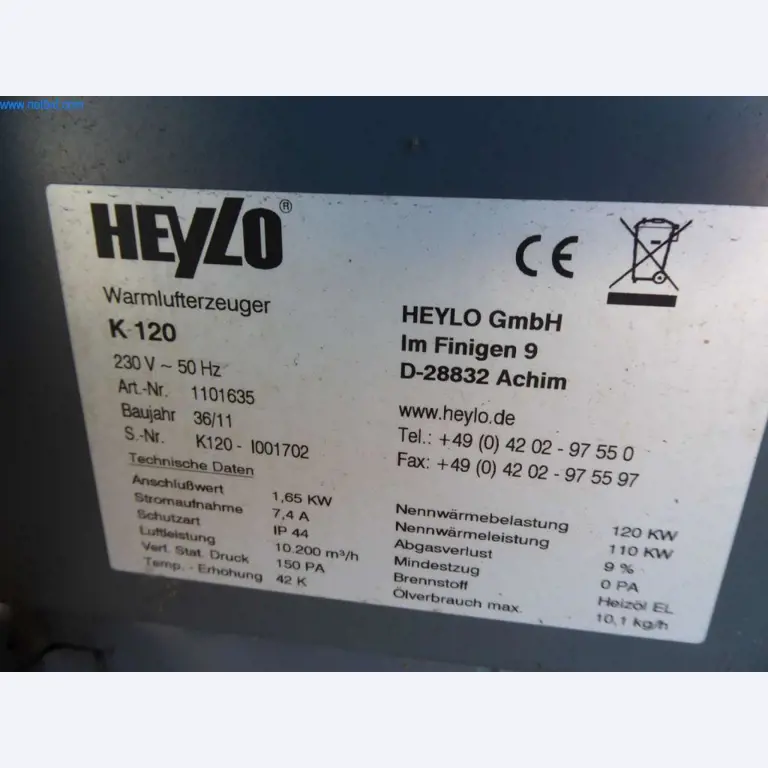 HEYLO®
CE
Warmlufterzeuger
K 120
230 V ~ 50 Hz
Art.-Nr. 1101635
Baujahr 36/11
S.-Nr. K120 - I001702
HEYLO GmbH
Im Finigen 9
D-28832 Achim
www.heylo.de
Tel.: +49 (0) 42 02 - 97 55 0
Fax: +49 (0) 42 02 - 97 55 97
Technische Daten
Anschlußwert 1,65 KW
Stromaufnahme 7,4 A
Schutzart IP 44
Luftleistung 10.200 m³/h
Verf. Stat. Druck 150 PA
Temp. - Erhöhung 42 K
Nennwärmebelastung 120 KW
Nennwärmeleistung 110 KW
Abgasverlust 9 %
Mindestzug 0 PA
Brennstoff Heizöl EL
Ölverbrauch max. 10,1 kg/h